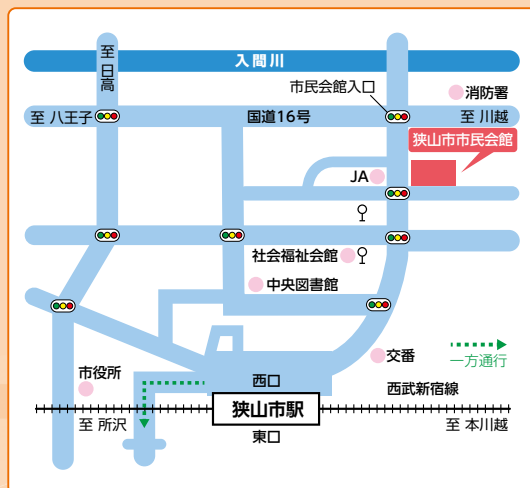 至日高
入間川
市民会館入口
消防署
至 八王子
国道16号
至 川越
狭山市市民会館
JA
社会福祉会館
中央図書館
交番
一方通行
市役所
西口
西武新宿線
狭山市駅
至 所沢
至 本川越
東口